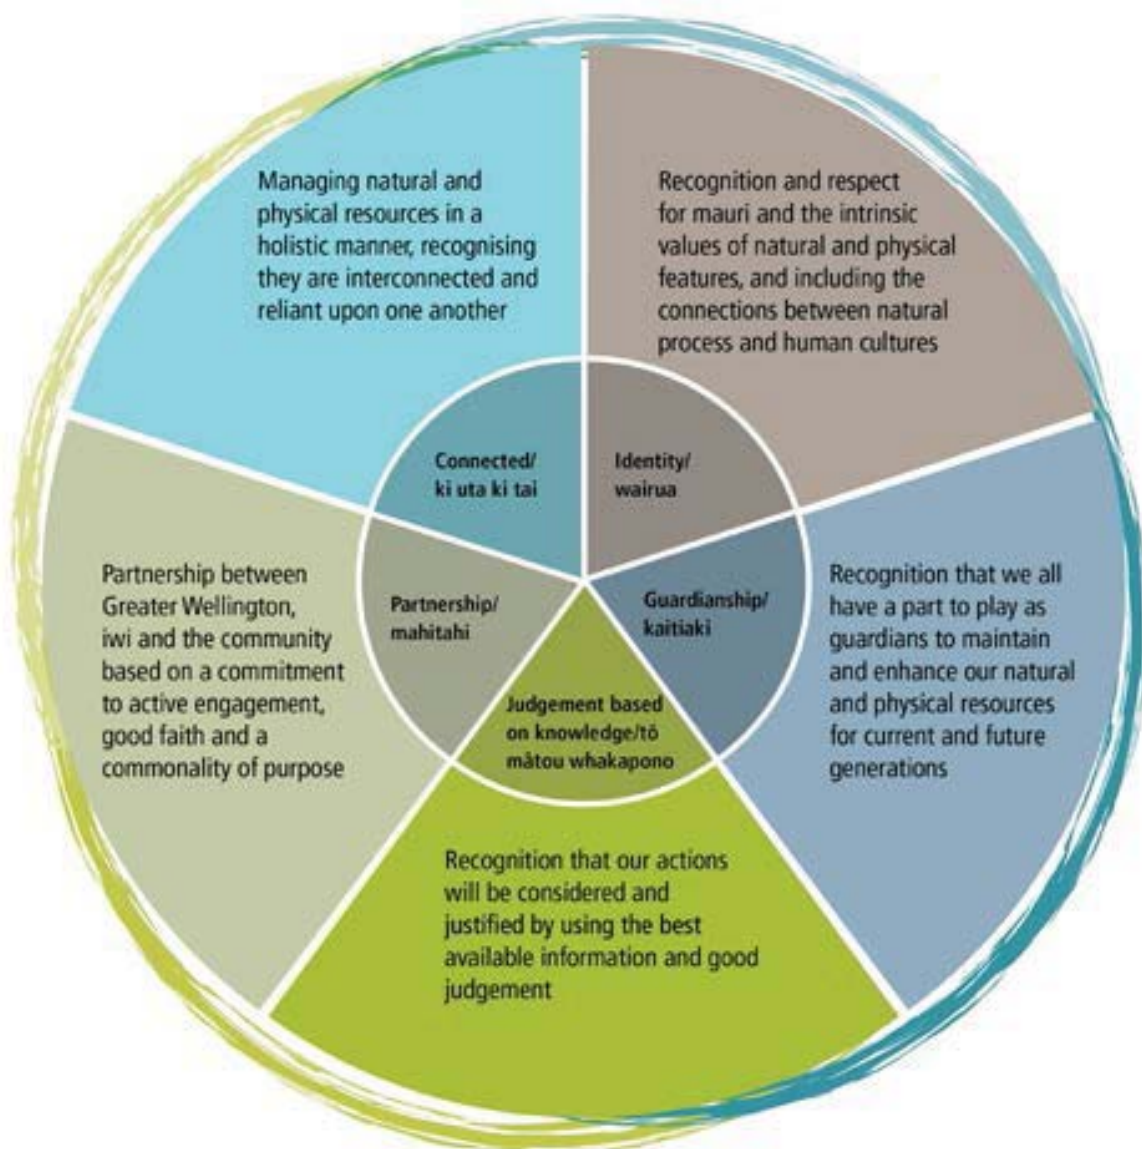 Managing natural and
physical resources in a
holistic manner, recognising
they are interconnected and
reliant upon one another
Recognition and respect
for mauri and the intrinsic
values of natural and physical
features, and including the
connections between natural
process and human cultures
Connected/
ki uta ki tai
Identity/
wairua
Partnership between
Greater Wellington,
iwi and the community
based on a commitment
to active engagement,
good faith and a
commonality of purpose
Partnership/
mahitahi
Guardianship/
kaitiaki
Recognition that we all
have a part to play as
guardians to maintain
and enhance our natural
and physical resources
for current and future
generations
Judgement based
on knowledge/tō
mātou whakapono
Recognition that our actions
will be considered and
justified by using the best
available information and good
judgement